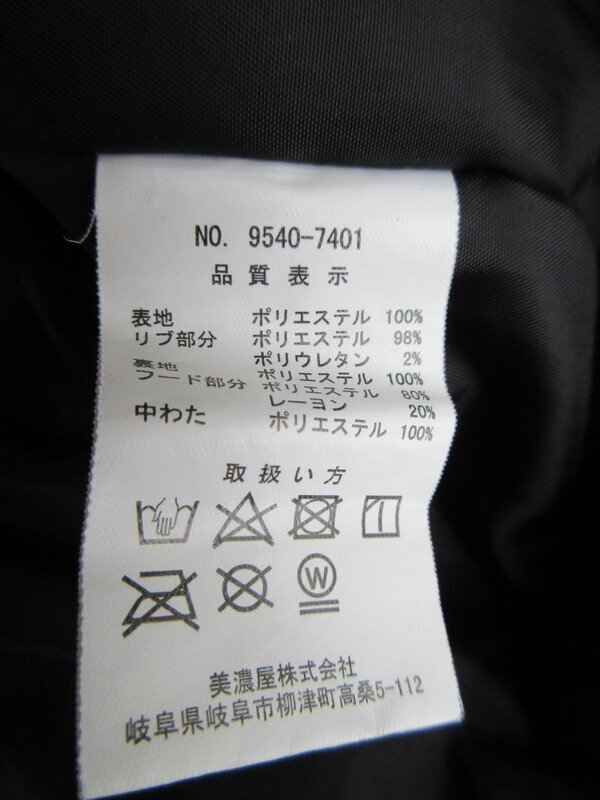 NO. 9540-7401
品質表示
表地 ポリエステル 100%
リブ部分 ポリエステル 98%
ポリウレタン 2%
裏地 ポリエステル 100%
フード部分 ポリエステル 80%
レーヨン 20%
中わた ポリエステル 100%
取扱い方
W
美濃屋株式会社
岐阜県岐阜市柳津町高桑5-112